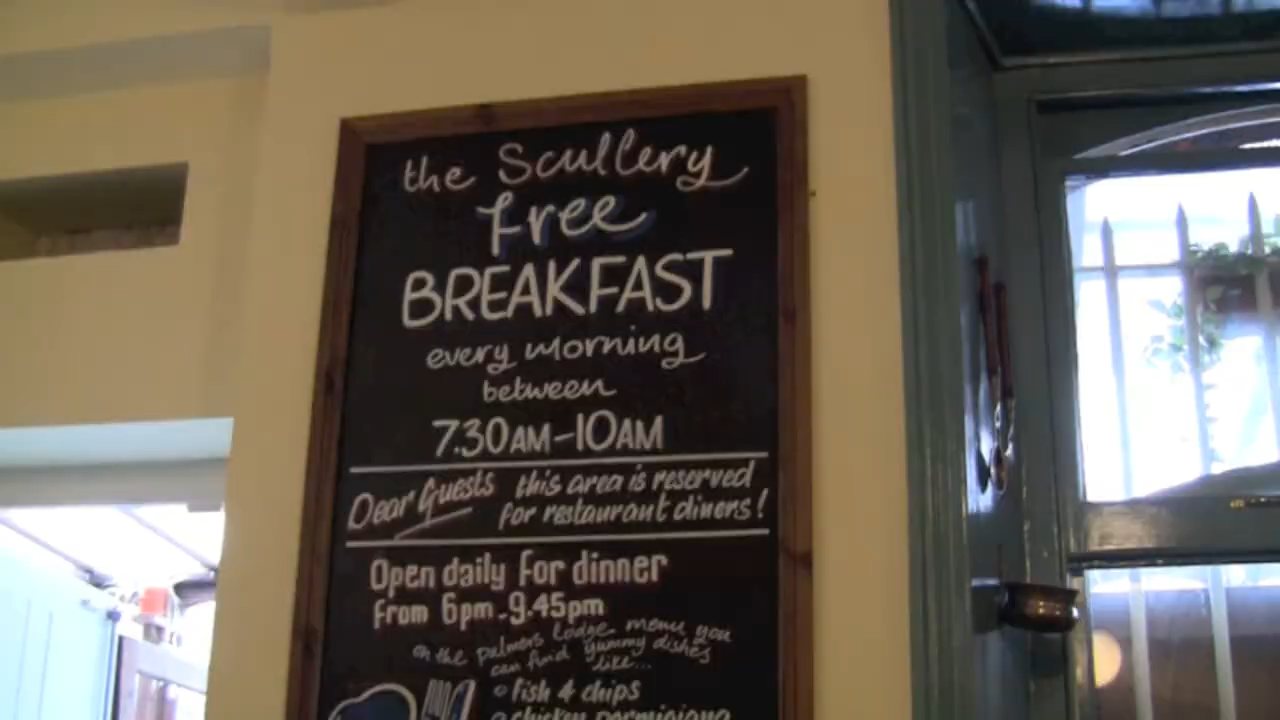 the Scullery
free
BREAKFAST
every morning
between
7.30AM-10AM
Dear Guests this area is reserved
for restaurant diners!
Open daily for dinner
From 6pm-9.45pm
on the palmers Lodge menu you
can find yummy dishes
like...
fish & chips
chicken parmigiana